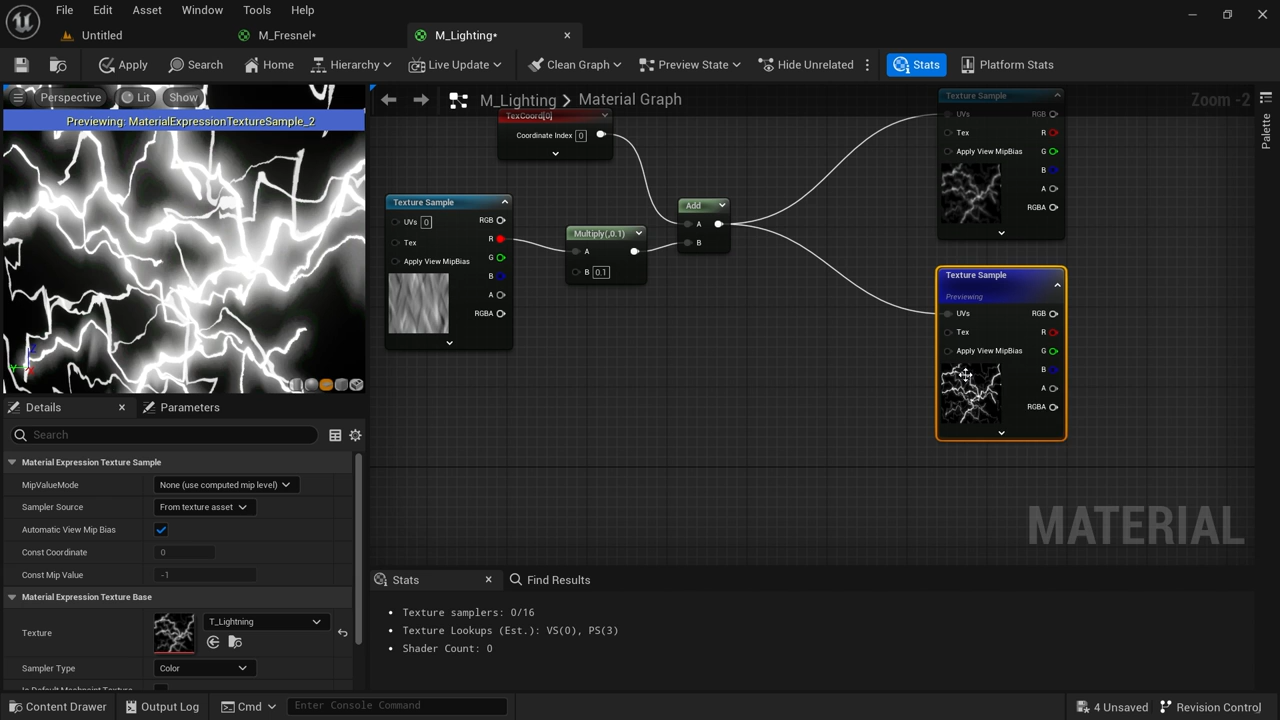 File Edit Asset Window Tools Help
Untitled M_Fresnel* M_Lighting*
Apply Search Home Hierarchy Live Update Clean Graph Preview State Hide Unrelated Stats Platform Stats
Perspective Lit Show
M_Lighting > Material Graph
Zoom -2
Palette
Previewing: MaterialExpressionTextureSample_2
TexCoord[0]
Coordinate Index 0
Texture Sample
UVs 0 RGB
Tex R
Apply View MipBias G
B
A
RGBA
Multiply(,0.1)
A
B 0.1
Add
A
B
Texture Sample
UVs RGB
Tex R
Apply View MipBias G
B
A
RGBA
Texture Sample
Previewing
UVs RGB
Tex R
Apply View MipBias G
B
A
RGBA
MATERIAL
Details Parameters
Search
Material Expression Texture Sample
MipValueMode None (use computed mip level)
Sampler Source From texture asset
Automatic View Mip Bias
Const Coordinate 0
Const Mip Value -1
Material Expression Texture Base
Texture T_Lightning
Sampler Type Color
Is Default Meshpaint Texture
Stats Find Results
• Texture samplers: 0/16
• Texture Lookups (Est.): VS(0), PS(3)
• Shader Count: 0
Content Drawer Output Log Cmd Enter Console Command 4 Unsaved Revision Control